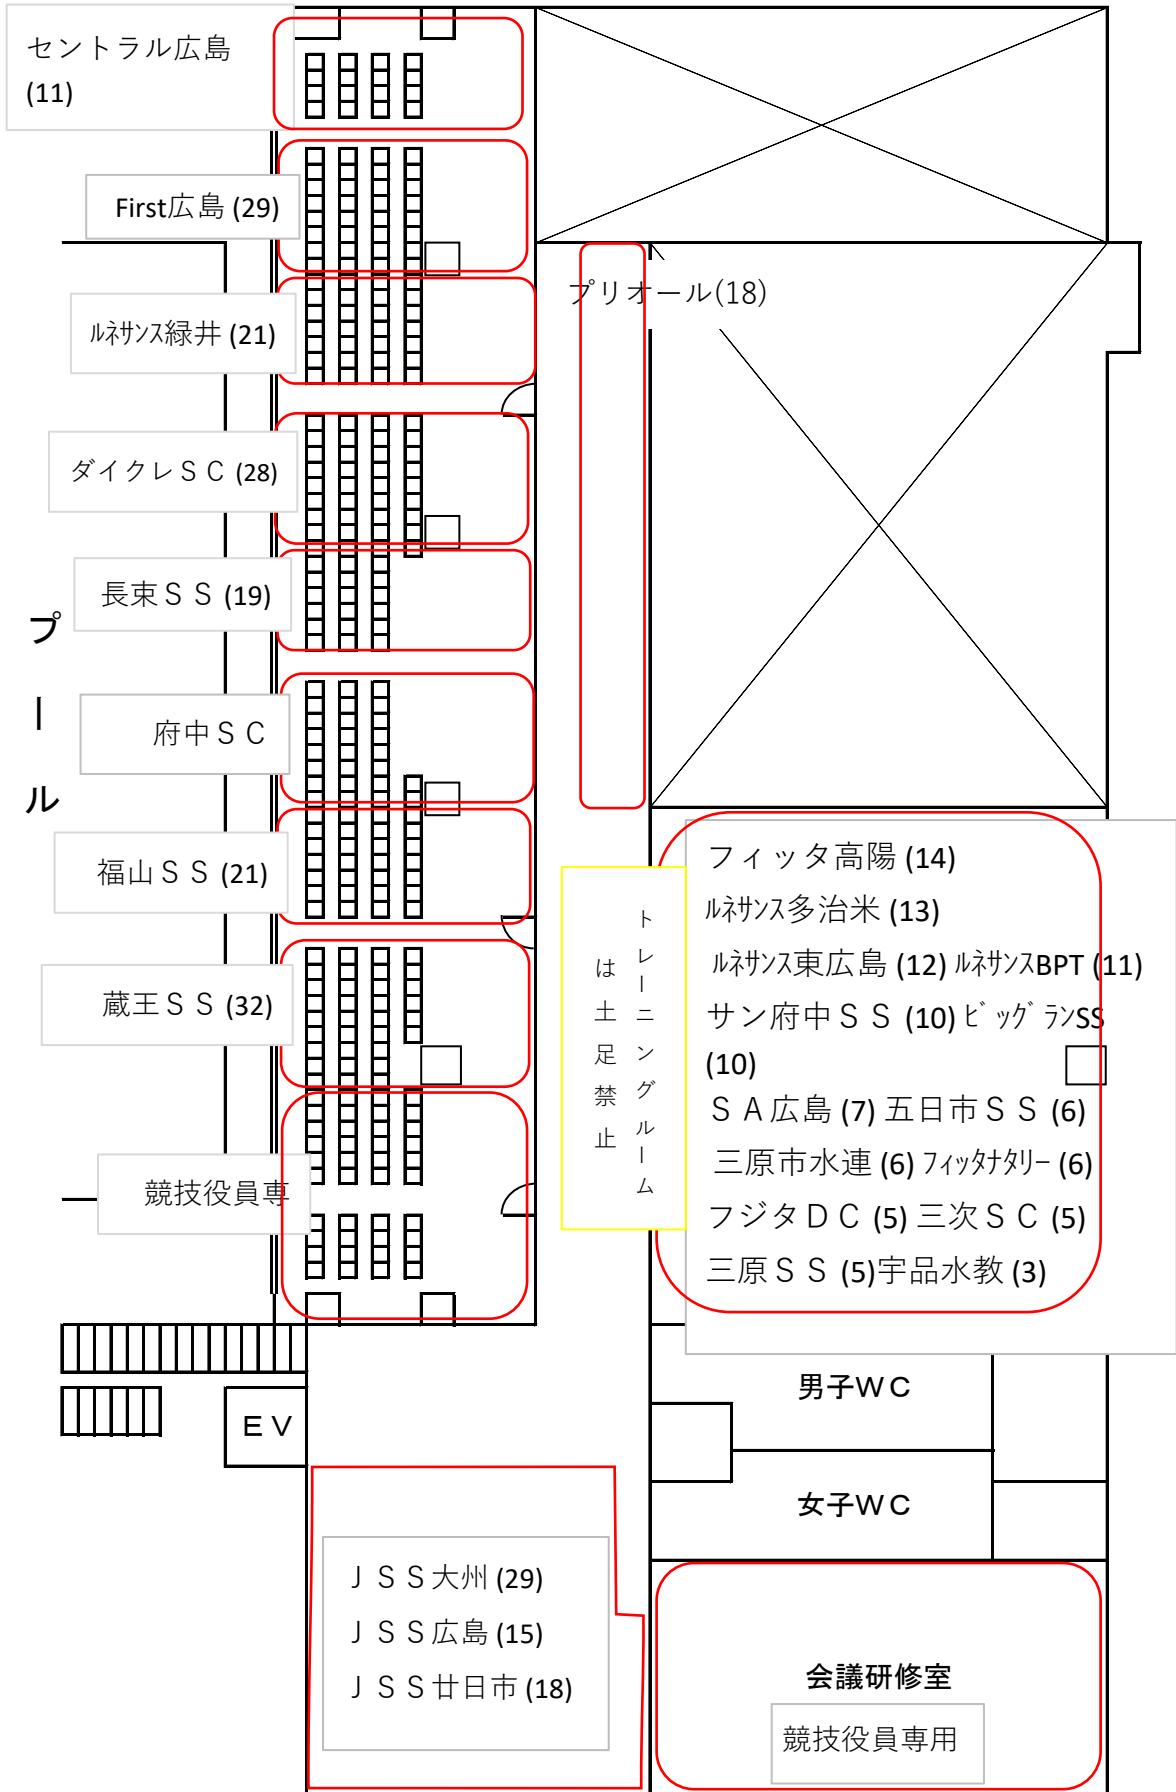 セントラル広島
(11)
First広島 (29)
プリオール(18)
ﾙﾈｻﾝｽ緑井 (21)
ダイクレＳＣ (28)
長束ＳＳ (19)
プール
府中ＳＣ
福山ＳＳ (21)
蔵王ＳＳ (32)
競技役員専
トレーニングルーム
は土足禁止
フィッタ高陽 (14)
ﾙﾈｻﾝｽ多治米 (13)
ﾙﾈｻﾝｽ東広島 (12) ﾙﾈｻﾝｽBPT (11)
サン府中ＳＳ (10) ﾋﾞｯｸﾞﾗﾝSS
(10)
ＳＡ広島 (7) 五日市ＳＳ (6)
三原市水連 (6) ﾌｨｯﾀﾅﾀﾘｰ (6)
フジタＤＣ (5) 三次ＳＣ (5)
三原ＳＳ (5)宇品水教 (3)
男子ＷＣ
ＥＶ
女子ＷＣ
ＪＳＳ大州 (29)
ＪＳＳ広島 (15)
ＪＳＳ廿日市 (18)
会議研修室
競技役員専用